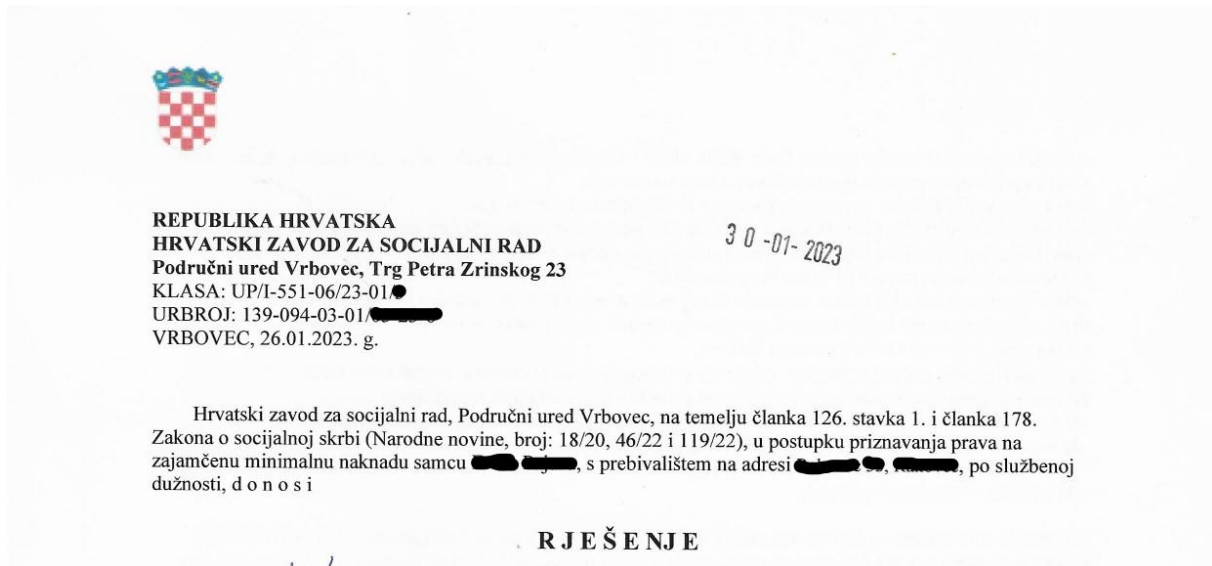 REPUBLIKA HRVATSKA
HRVATSKI ZAVOD ZA SOCIJALNI RAD
Područni ured Vrbovec, Trg Petra Zrinskog 23
30-01-2023
KLASA: UP/I-551-06/23-01/
URBROJ: 139-094-03-01/
VRBOVEC, 26.01.2023. g.
Hrvatski zavod za socijalni rad, Područni ured Vrbovec, na temelju članka 126. stavka 1. i članka 178.
Zakona o socijalnoj skrbi (Narodne novine, broj: 18/20, 46/22 i 119/22), u postupku priznavanja prava na
zajamčenu minimalnu naknadu samcu , s prebivalištem na adresi , , po službenoj
dužnosti, d o n o s i
R J E Š E N J E